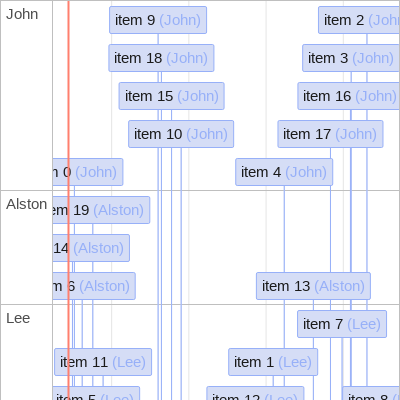 John
item 9 (John)
item 2 (John
item 18 (John)
item 3 (John)
item 15 (John)
item 16 (John)
item 10 (John)
item 17 (John)
0 (John)
item 4 (John)
Alston
em 19 (Alston)
14 (Alston)
6 (Alston)
item 13 (Alston)
Lee
item 7 (Lee)
item 11 (Lee)
item 1 (Lee)
item 5 (Lee)
item 12 (Lee)
item 8 (L